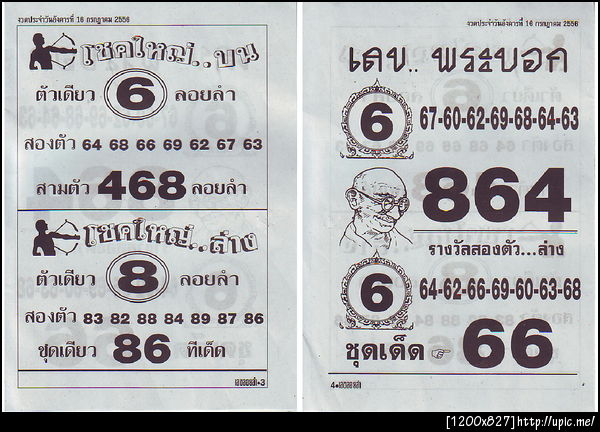 งวดประจำวันอังคารที่ 16 กรกฎาคม 2556
โชคใหญ่..บน
ตัวเดียว 6 ลอยลำ
สองตัว 64 68 66 69 62 67 63
สามตัว 468 ลอยลำ
โชคใหญ่..ล่าง
ตัวเดียว 8 ลอยลำ
สองตัว 83 82 88 84 89 87 86
ชุดเดียว 86 ทีเด็ด
•3
งวดประจำวันอังคารที่ 16 กรกฎาคม 2556
เลข.. พระบอก
6 67-60-62-69-68-64-63
864
รางวัลสองตัว...ล่าง
6 64-62-66-69-60-63-68
ชุดเด็ด ☞ 66
4•
[1200x827]http://upic.me/